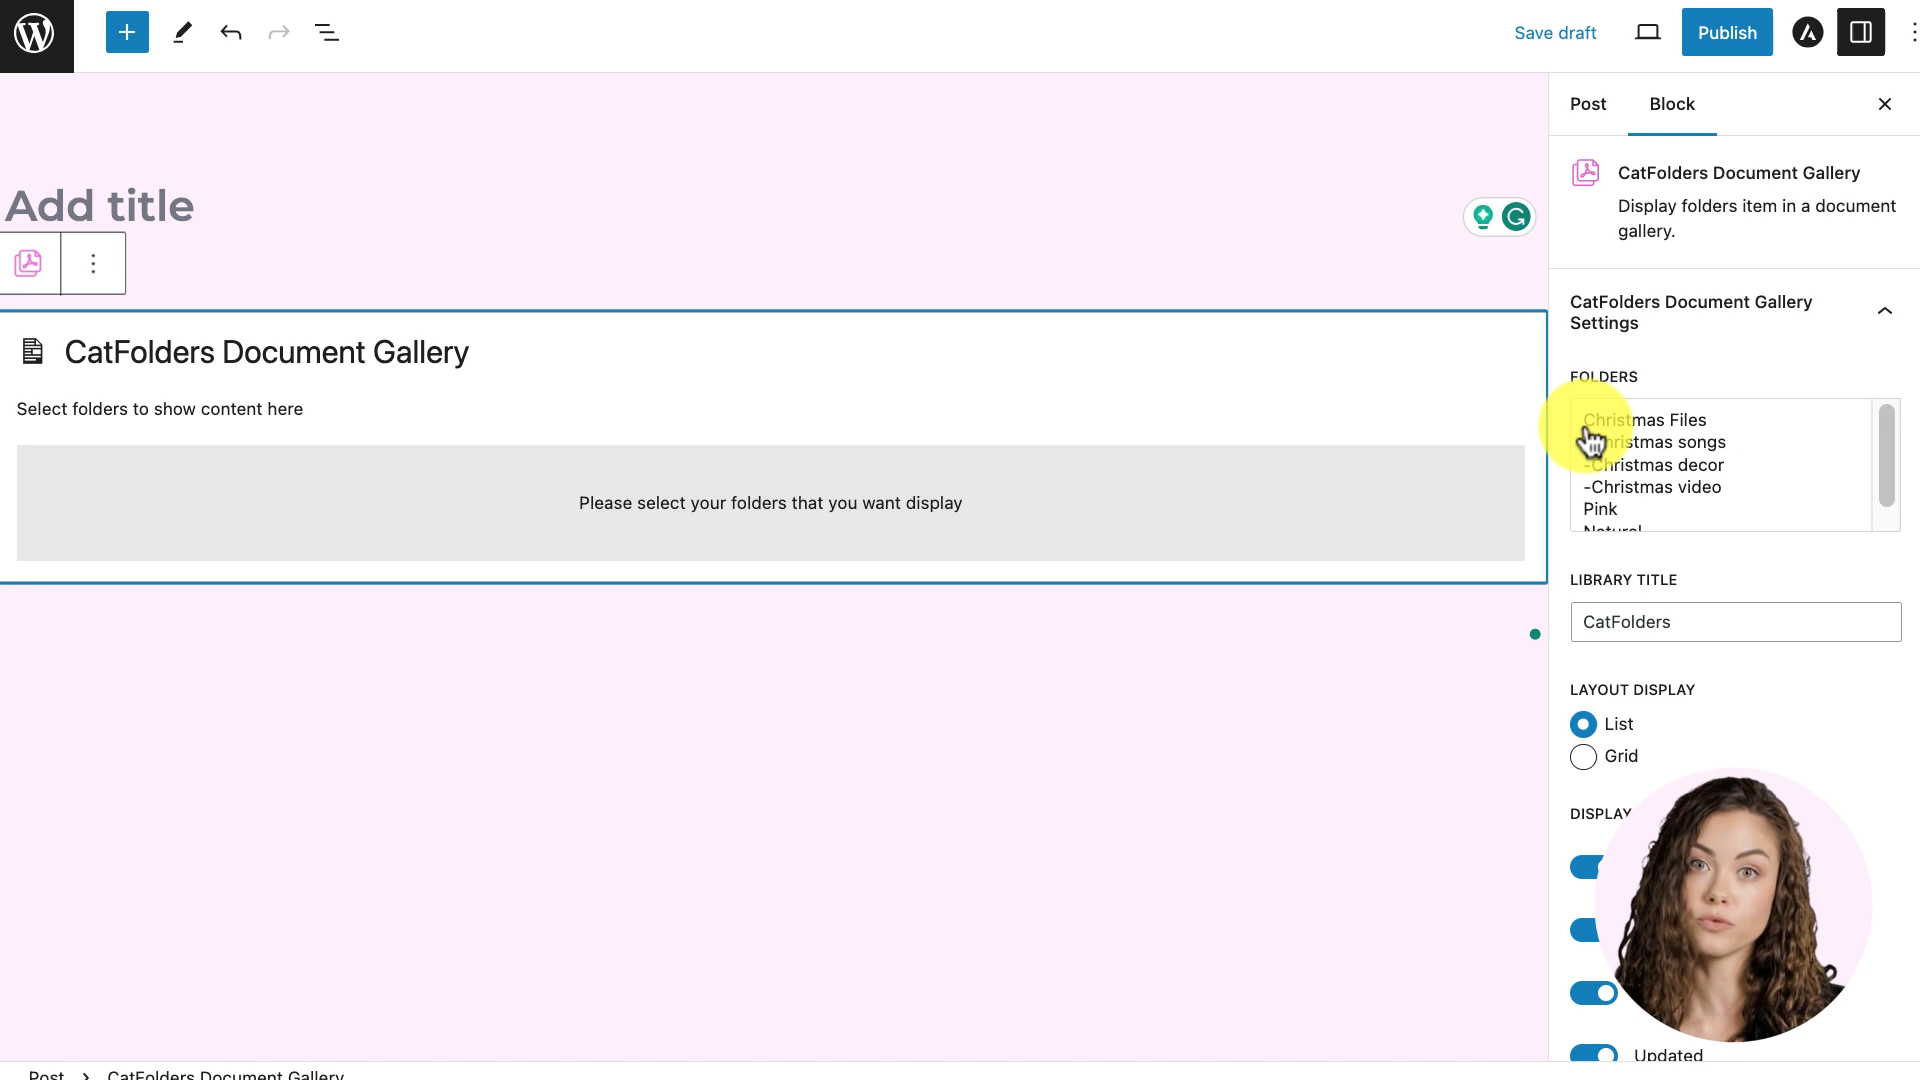 Save draft
Publish
Post
Block
Add title
CatFolders Document Gallery
Display folders item in a document
gallery.
CatFolders Document Gallery
Settings
CatFolders Document Gallery
Select folders to show content here
Please select your folders that you want display
FOLDERS
Christmas Files
-Christmas songs
-Christmas decor
-Christmas video
Pink
Natural
LIBRARY TITLE
CatFolders
LAYOUT DISPLAY
List
Grid
DISPLAY
Updated
Post > CatFolders Document Gallery